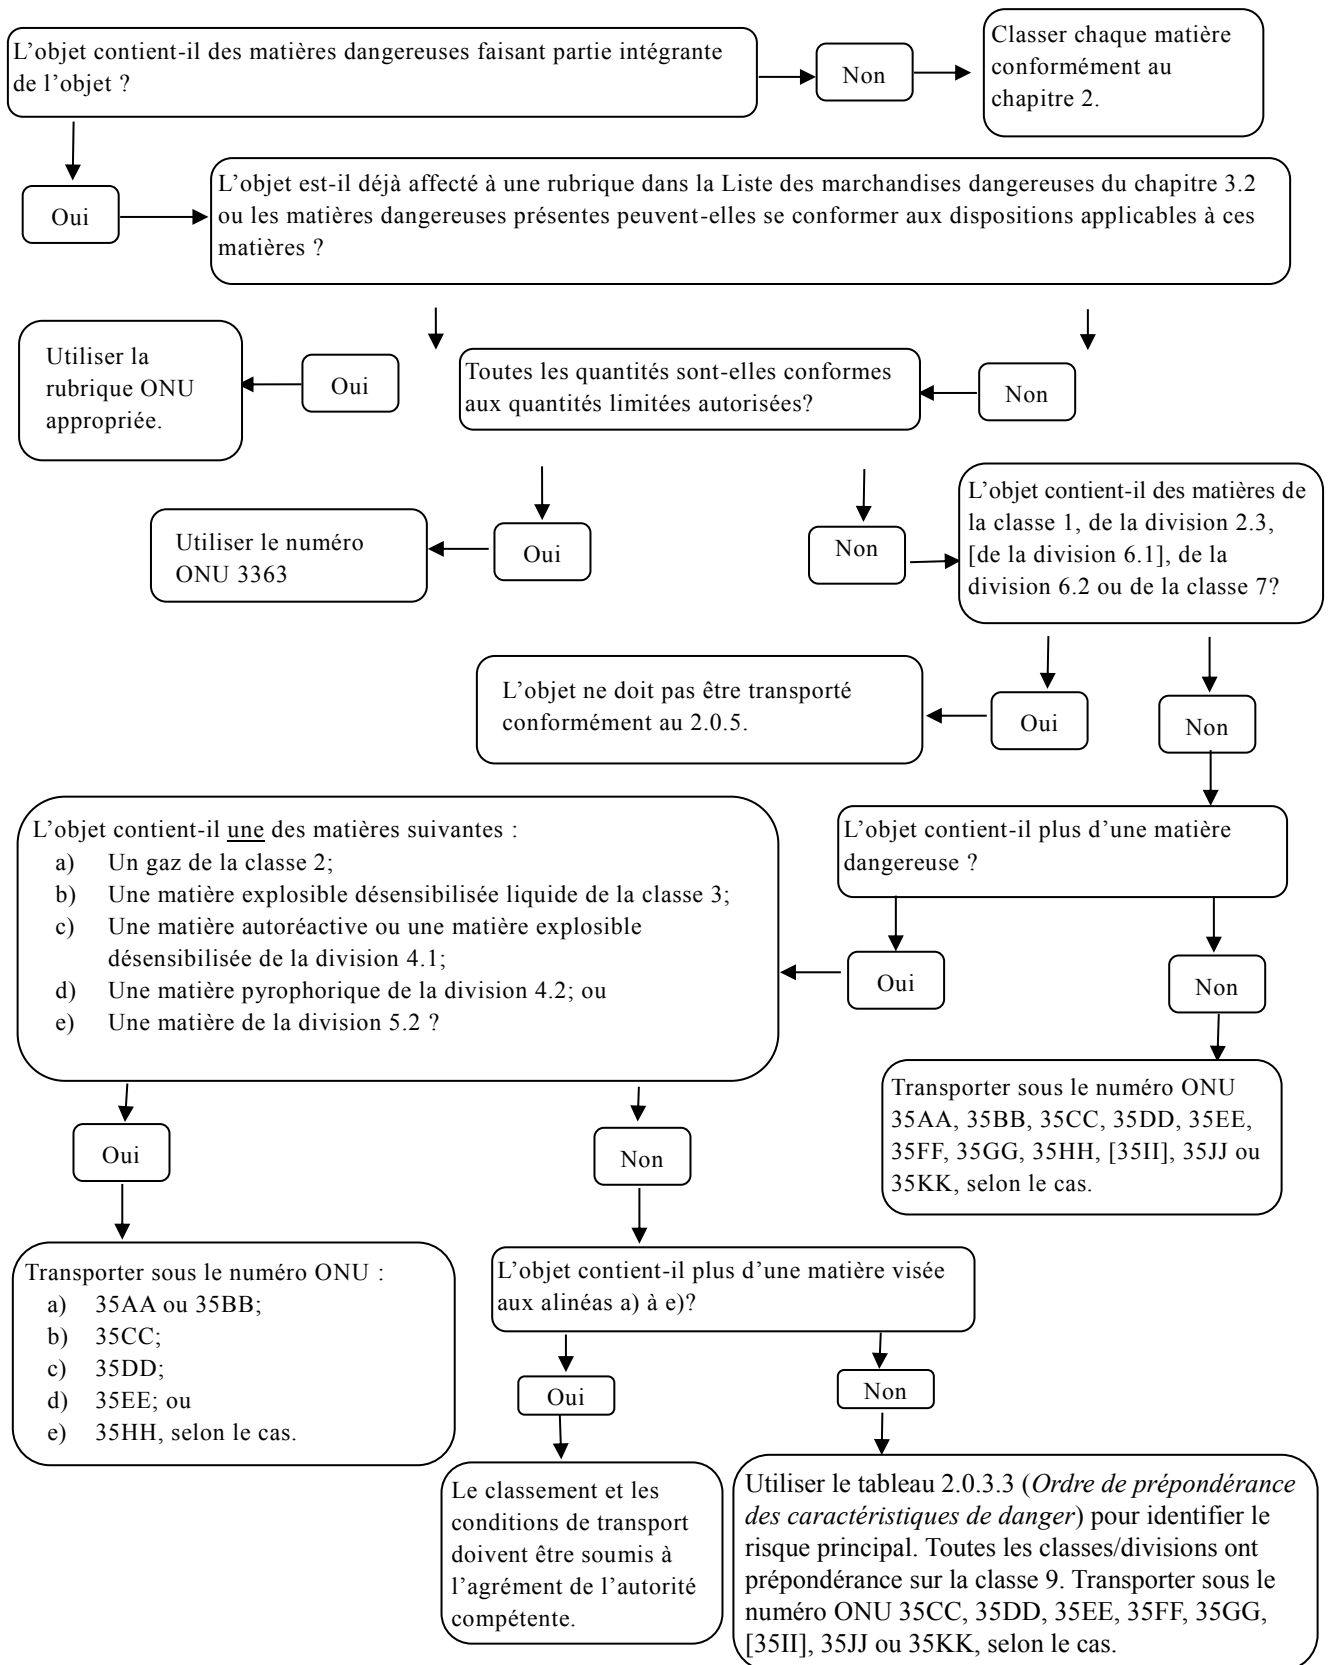 L’objet contient-il des matières dangereuses faisant partie intégrante
de l’objet ?
Non
Classer chaque matière
conformément au
chapitre 2.
Oui
L’objet est-il déjà affecté à une rubrique dans la Liste des marchandises dangereuses du chapitre 3.2
ou les matières dangereuses présentes peuvent-elles se conformer aux dispositions applicables à ces
matières ?
Utiliser la
rubrique ONU
appropriée.
Oui
Toutes les quantités sont-elles conformes
aux quantités limitées autorisées?
Non
Utiliser le numéro
ONU 3363
Oui
Non
L’objet contient-il des matières de
la classe 1, de la division 2.3,
[de la division 6.1], de la
division 6.2 ou de la classe 7?
L’objet ne doit pas être transporté
conformément au 2.0.5.
Oui
Non
L’objet contient-il plus d’une matière
dangereuse ?
Oui
Non
L’objet contient-il une des matières suivantes :
a) Un gaz de la classe 2;
b) Une matière explosible désensibilisée liquide de la classe 3;
c) Une matière autoréactive ou une matière explosible
désensibilisée de la division 4.1;
d) Une matière pyrophorique de la division 4.2; ou
e) Une matière de la division 5.2 ?
Transporter sous le numéro ONU
35AA, 35BB, 35CC, 35DD, 35EE,
35FF, 35GG, 35HH, [35II], 35JJ ou
35KK, selon le cas.
Oui
Non
Transporter sous le numéro ONU :
a) 35AA ou 35BB;
b) 35CC;
c) 35DD;
d) 35EE; ou
e) 35HH, selon le cas.
L’objet contient-il plus d’une matière visée
aux alinéas a) à e)?
Oui
Non
Le classement et les
conditions de transport
doivent être soumis à
l’agrément de l’autorité
compétente.
Utiliser le tableau 2.0.3.3 (Ordre de prépondérance
des caractéristiques de danger) pour identifier le
risque principal. Toutes les classes/divisions ont
prépondérance sur la classe 9. Transporter sous le
numéro ONU 35CC, 35DD, 35EE, 35FF, 35GG,
[35II], 35JJ ou 35KK, selon le cas.